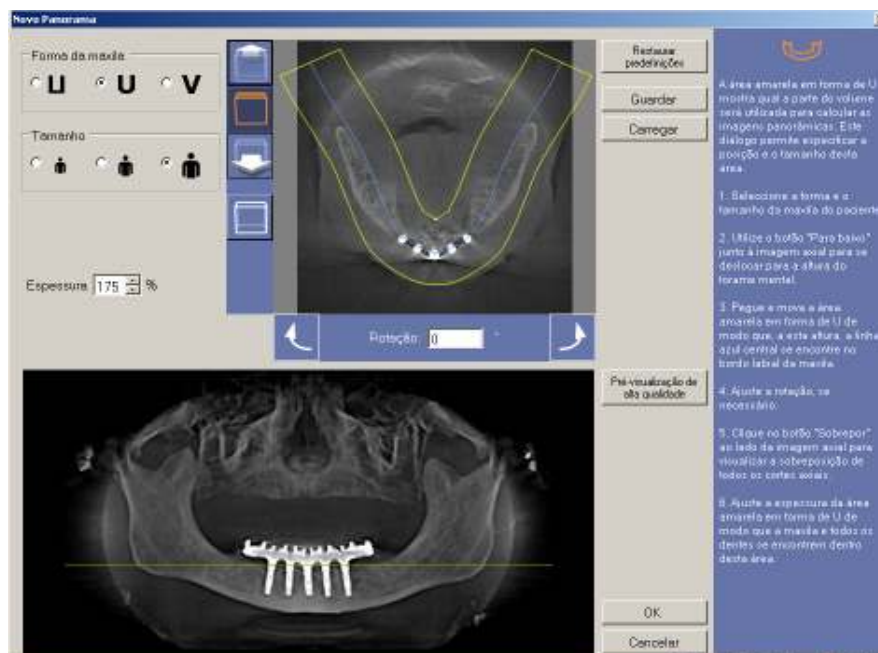 Novo Panorama
Forma da maxila
U U V
Tamanho
Espessura 175 %
Rotação: 0 °
Restaurar
predefinições
Guardar
Carregar
Pré-visualização de
alta qualidade
OK
Cancelar
A área amarela em forma de U
mostra qual a parte do volume
será utilizada para calcular as
imagens panorâmicas. Este
diálogo permite especificar a
posição e o tamanho desta
área.
1. Seleccione a forma e o
tamanho da maxila do paciente
2. Utilize o botão "Para baixo"
junto à imagem axial para se
deslocar para a altura do
forame mental.
3. Pegue e mova a área
amarela em forma de U de
modo que, a esta altura, a linha
azul central se encontre no
bordo labial da maxila.
4. Ajuste a rotação, se
necessário.
5. Clique no botão "Sobrepor"
ao lado da imagem axial para
visualizar a sobreposição de
todos os cortes axiais.
6. Ajuste a espessura da área
amarela em forma de U de
modo que a maxila e todos os
dentes se encontrem dentro
desta área.